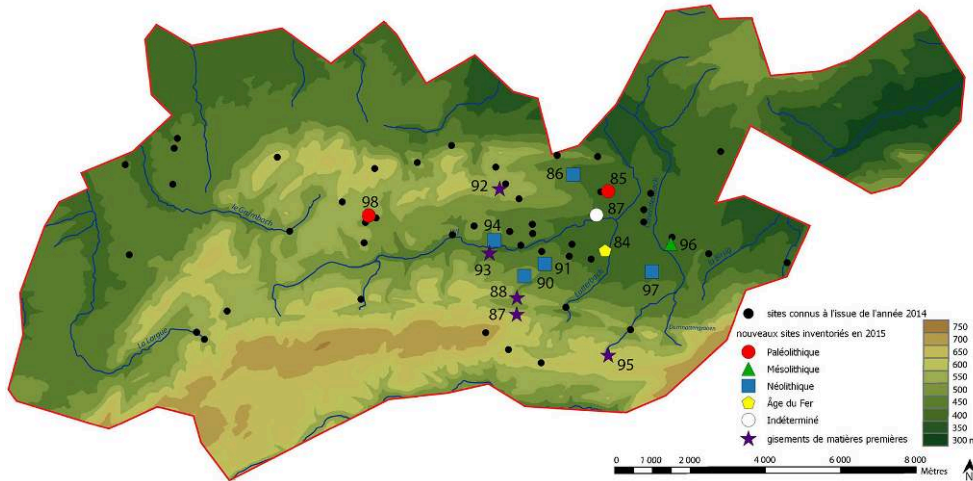 86
85
92
98
87
le Grumbach
94
84
Ill
96
93
91
Luttersbach
90
97
88
87
La Largue
95
sites connus à l'issue de l'année 2014
nouveaux sites inventoriés en 2015
Paléolithique
Mésolithique
Néolithique
Âge du Fer
Indéterminé
gisements de matières premières
750
700
650
600
550
500
450
400
350
300 m
0 1 000 2 000 4 000 6 000 8 000
Mètres
N